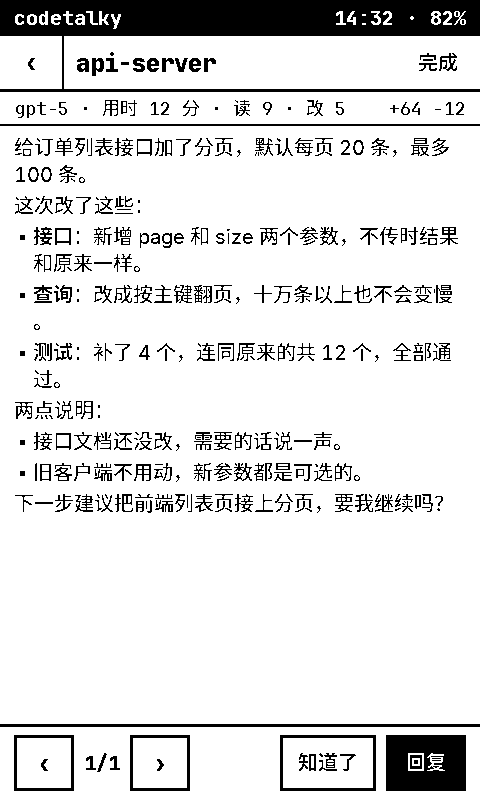 codetalky 14:32 · 82%
‹ api-server 完成
gpt-5 · 用时 12 分 · 读 9 · 改 5 +64 -12
给订单列表接口加了分页，默认每页 20 条，最多
100 条。
这次改了这些：
▪ 接口：新增 page 和 size 两个参数，不传时结果
和原来一样。
▪ 查询：改成按主键翻页，十万条以上也不会变慢
。
▪ 测试：补了 4 个，连同原来的共 12 个，全部通
过。
两点说明：
▪ 接口文档还没改，需要的话说一声。
▪ 旧客户端不用动，新参数都是可选的。
下一步建议把前端列表页接上分页，要我继续吗？
‹ 1/1 › 知道了 回复